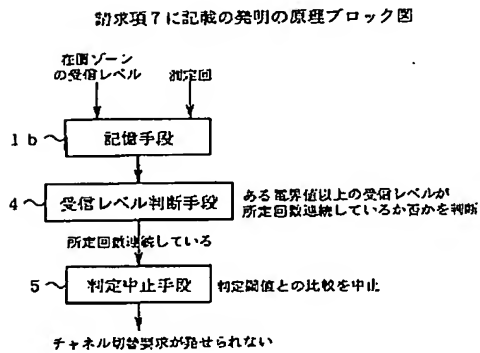 請求項7に記載の発明の原理ブロック図
在圏ゾーン
の受信レベル
測定回
1b
記憶手段
4
受信レベル判断手段
ある電界値以上の受信レベルが
所定回数連続しているか否かを判断
所定回数連続している
5
判定中止手段
判定閾値との比較を中止
チャネル切替要求が発せられない